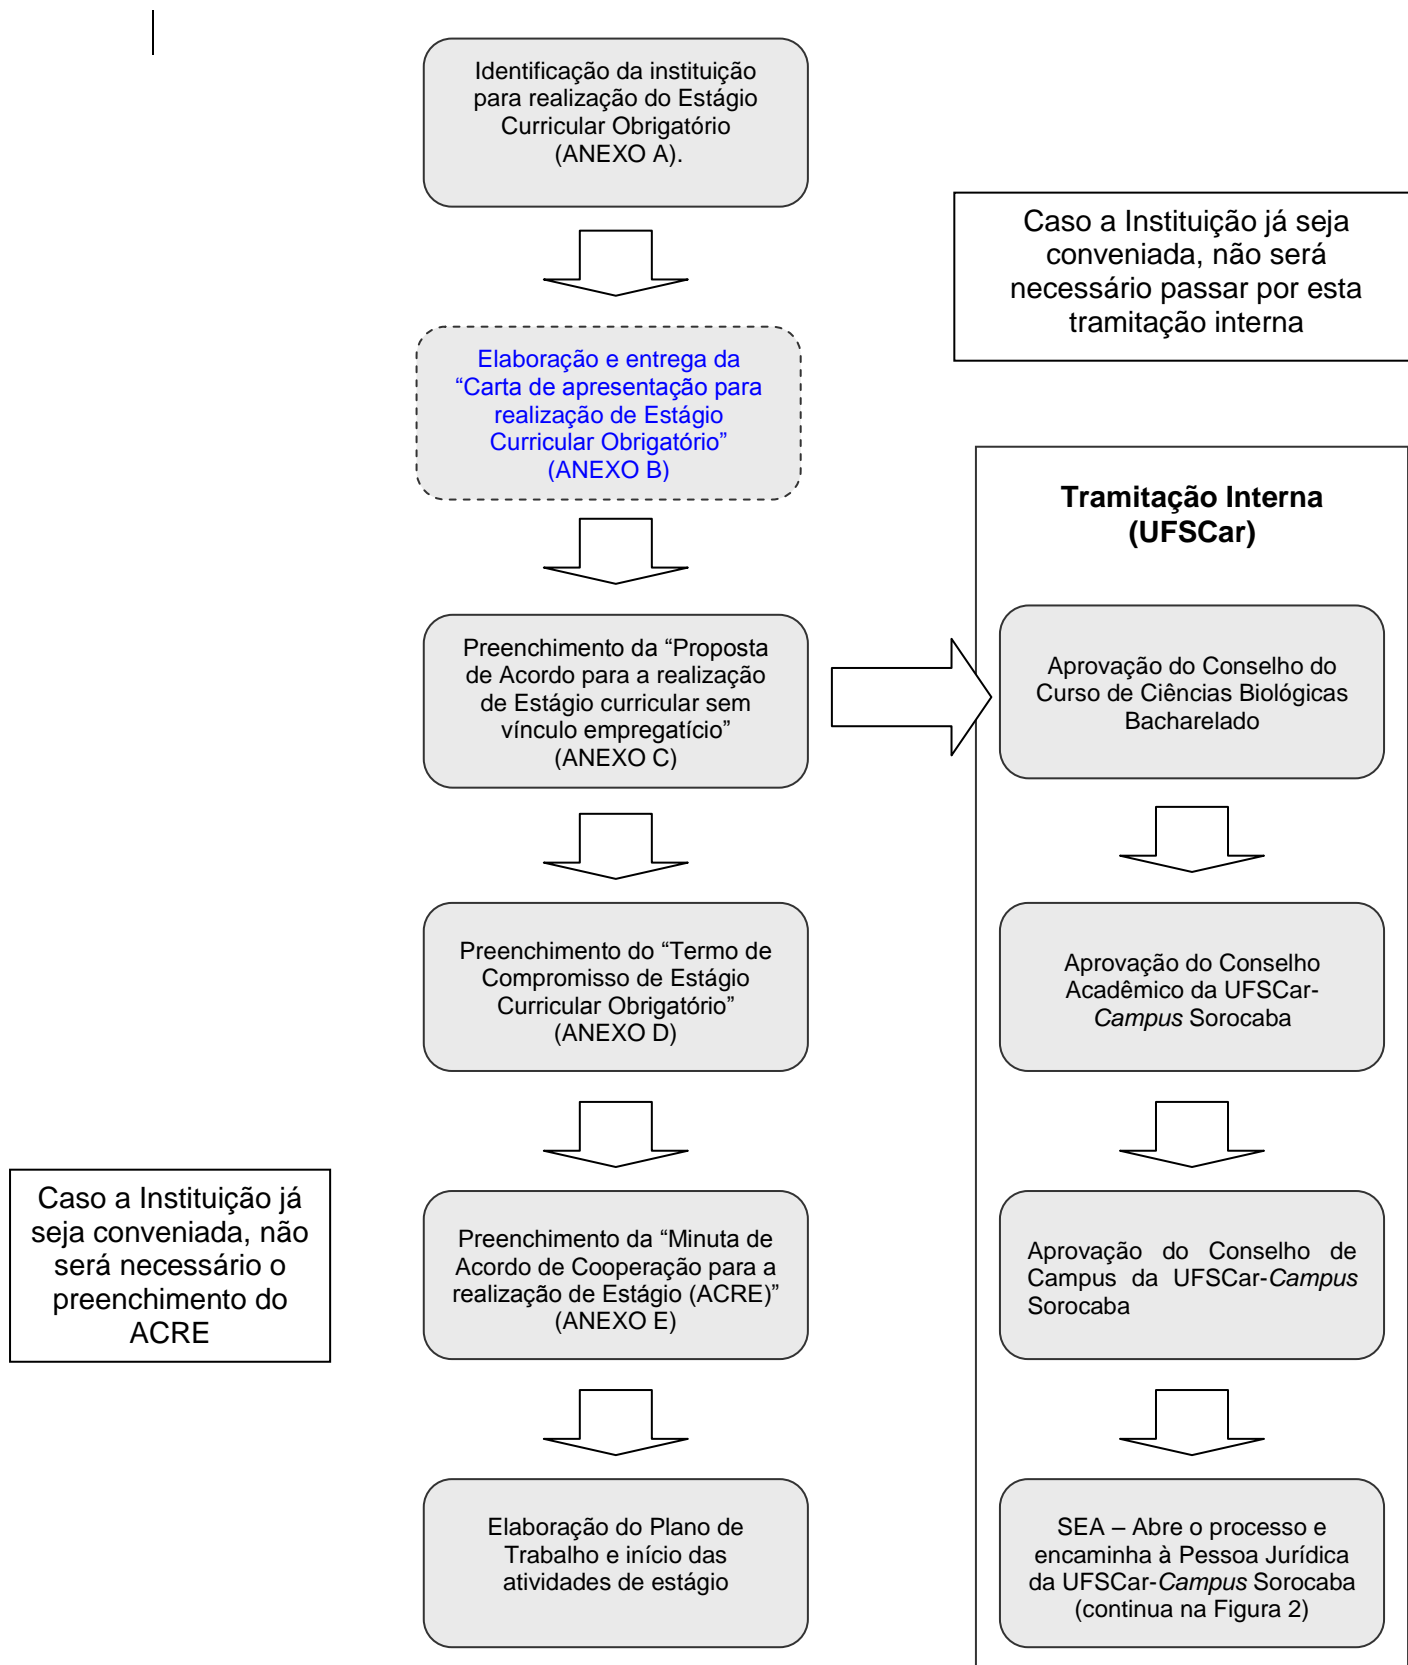 Identificação da instituição
para realização do Estágio
Curricular Obrigatório
(ANEXO A).
Caso a Instituição já seja
conveniada, não será
necessário passar por esta
tramitação interna
Elaboração e entrega da
“Carta de apresentação para
realização de Estágio
Curricular Obrigatório”
(ANEXO B)
Preenchimento da “Proposta
de Acordo para a realização
de Estágio curricular sem
vínculo empregatício”
(ANEXO C)
Preenchimento do “Termo de
Compromisso de Estágio
Curricular Obrigatório”
(ANEXO D)
Caso a Instituição já
seja conveniada, não
será necessário o
preenchimento do
ACRE
Preenchimento da “Minuta de
Acordo de Cooperação para a
realização de Estágio (ACRE)”
(ANEXO E)
Elaboração do Plano de
Trabalho e início das
atividades de estágio
Tramitação Interna
(UFSCar)
Aprovação do Conselho do
Curso de Ciências Biológicas
Bacharelado
Aprovação do Conselho
Acadêmico da UFSCar-
Campus Sorocaba
Aprovação do Conselho de
Campus da UFSCar-Campus
Sorocaba
SEA – Abre o processo e
encaminha à Pessoa Jurídica
da UFSCar-Campus Sorocaba
(continua na Figura 2)